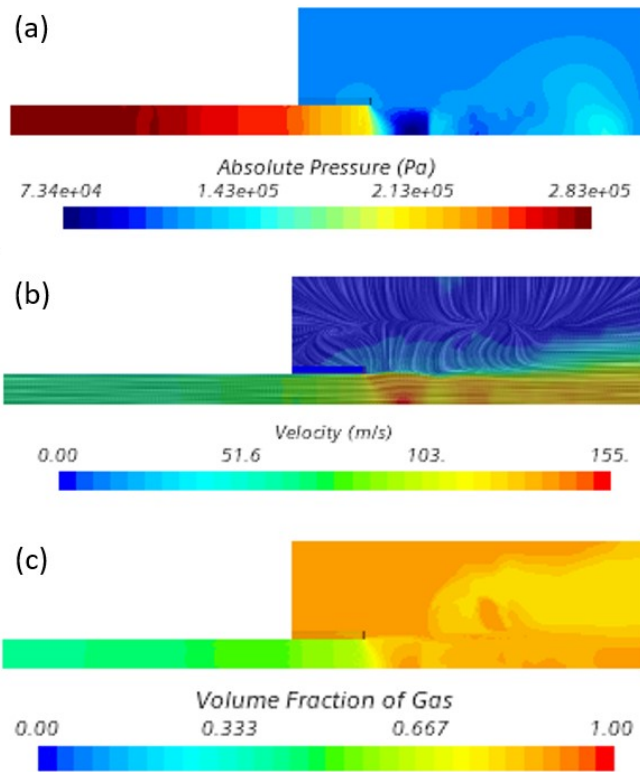 (a)
Absolute Pressure (Pa)
7.34e+04 1.43e+05 2.13e+05 2.83e+05
(b)
Velocity (m/s)
0.00 51.6 103. 155.
(c)
Volume Fraction of Gas
0.00 0.333 0.667 1.00